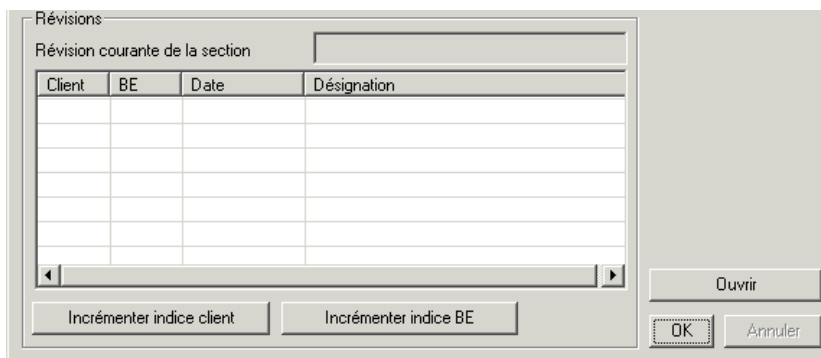 Révisions
Révision courante de la section
Client BE Date Désignation
Ouvrir
Incrémenter indice client Incrémenter indice BE
OK Annuler